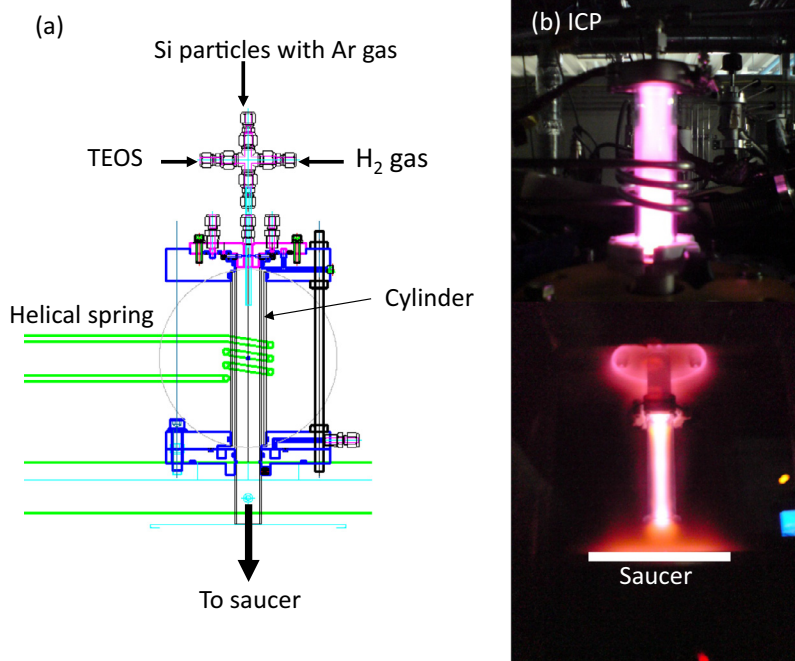 (a)
Si particles with Ar gas
TEOS
H₂ gas
Cylinder
Helical spring
To saucer
(b) ICP
Saucer